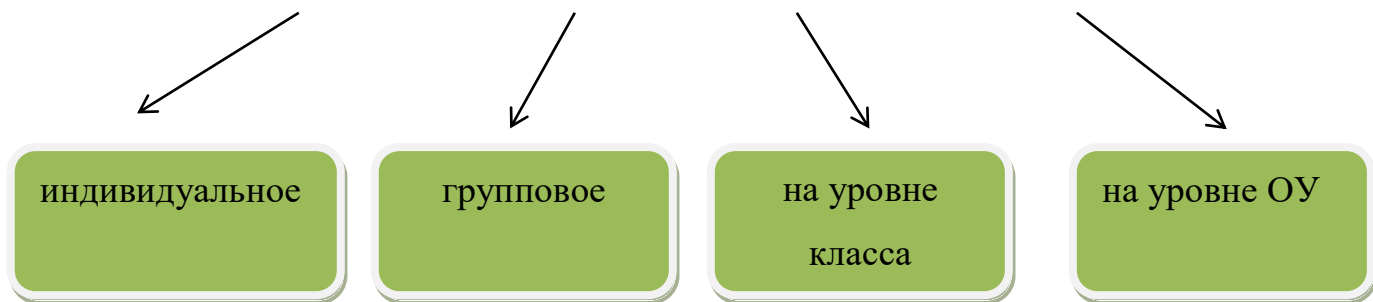 индивидуальное
групповое
на уровне
класса
на уровне ОУ